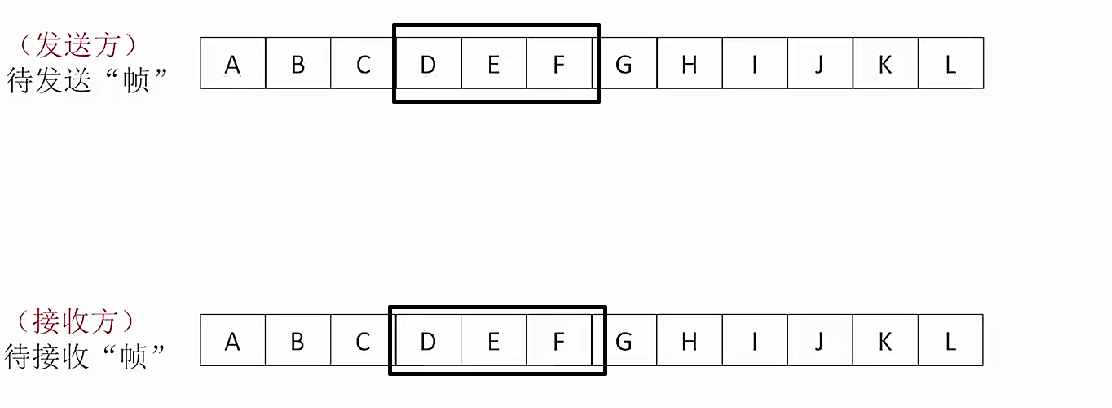 （发送方）
待发送“帧”
A B C D E F G H I J K L
（接收方）
待接收“帧”
A B C D E F G H I J K L